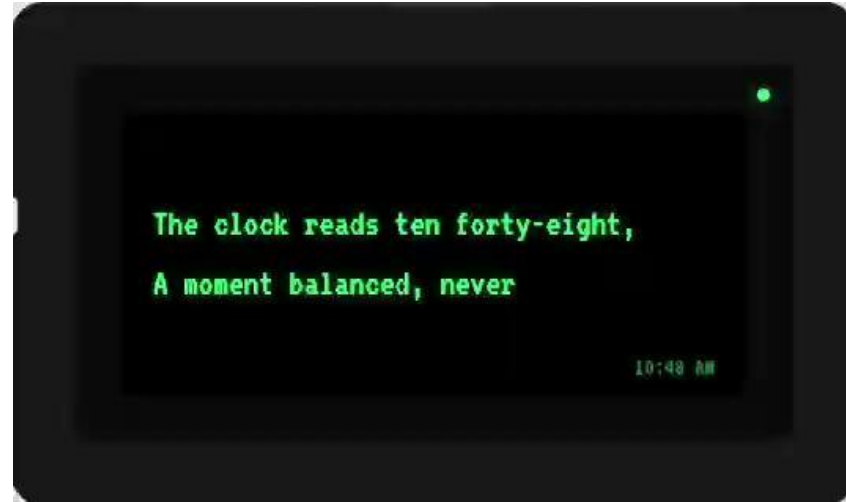 The clock reads ten forty-eight,
A moment balanced, never
10:48 AM